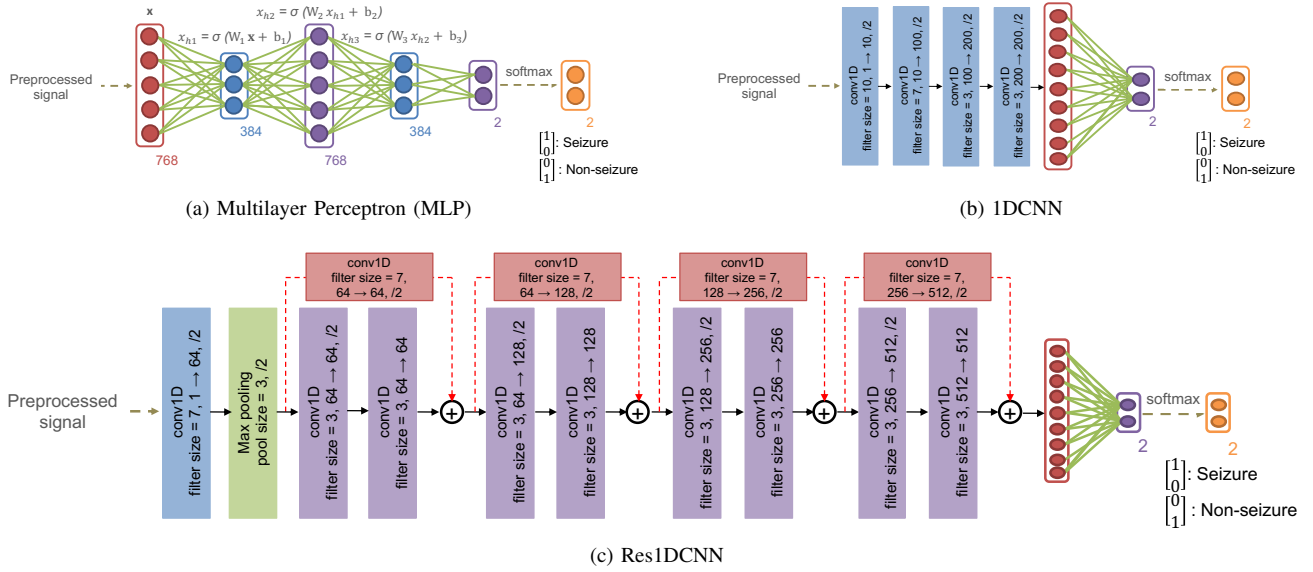 x
x_h1 = σ (W_1 x + b_1)
x_h2 = σ (W_2 x_h1 + b_2)
x_h3 = σ (W_3 x_h2 + b_3)
Preprocessed
signal
768
384
768
384
2
softmax
2
[1 0]: Seizure
[0 1]: Non-seizure
(a) Multilayer Perceptron (MLP)
Preprocessed
signal
conv1D
filter size = 10, 1 → 10, /2
conv1D
filter size = 7, 10 → 100, /2
conv1D
filter size = 3, 100 → 200, /2
conv1D
filter size = 3, 200 → 200, /2
2
softmax
2
[1 0]: Seizure
[0 1]: Non-seizure
(b) 1DCNN
Preprocessed
signal
conv1D
filter size = 7, 1 → 64, /2
Max pooling
pool size = 3, /2
conv1D
filter size = 7,
64 → 64, /2
conv1D
filter size = 3, 64 → 64, /2
conv1D
filter size = 3, 64 → 64
+
conv1D
filter size = 7,
64 → 128, /2
conv1D
filter size = 3, 64 → 128, /2
conv1D
filter size = 3, 128 → 128
+
conv1D
filter size = 7,
128 → 256, /2
conv1D
filter size = 3, 128 → 256, /2
conv1D
filter size = 3, 256 → 256
+
conv1D
filter size = 7,
256 → 512, /2
conv1D
filter size = 3, 256 → 512, /2
conv1D
filter size = 3, 512 → 512
+
2
softmax
2
[1 0]: Seizure
[0 1]: Non-seizure
(c) Res1DCNN